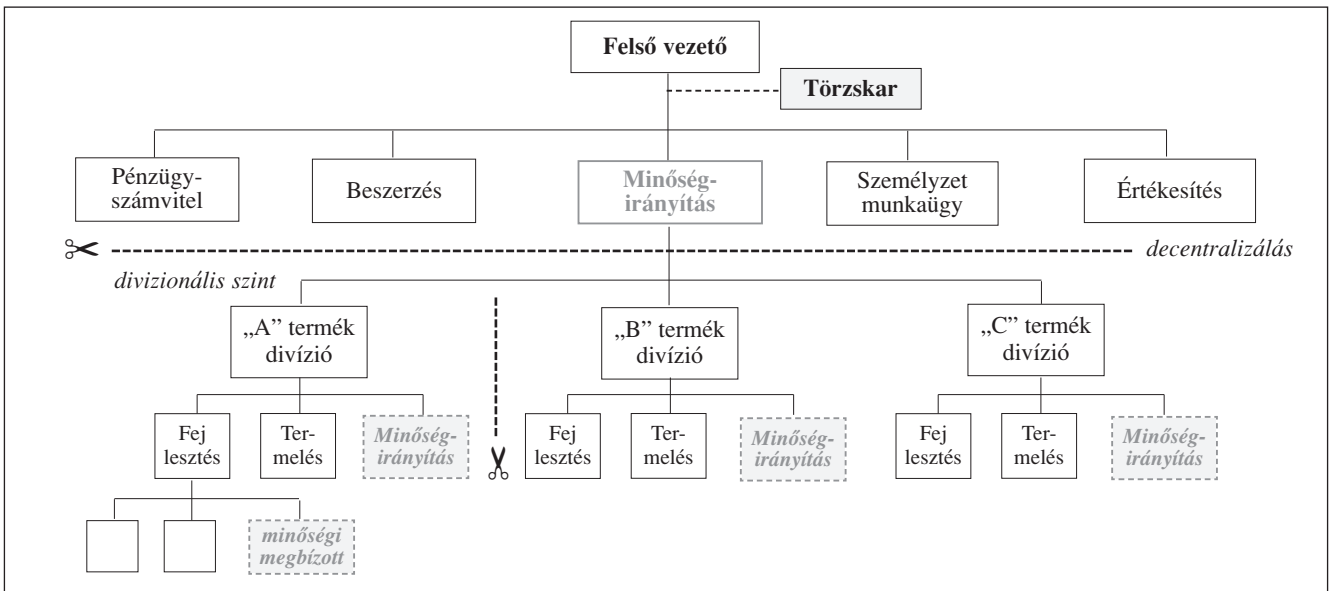 Felső vezető
Törzskar
Pénzügy-
számvitel
Beszerzés
Minőség-
irányítás
Személyzet
munkaügy
Értékesítés
decentralizálás
divizionális szint
„A” termék
divízió
„B” termék
divízió
„C” termék
divízió
Fej
lesztés
Ter-
melés
Minőség-
irányítás
Fej
lesztés
Ter-
melés
Minőség-
irányítás
Fej
lesztés
Ter-
melés
Minőség-
irányítás
minőségi
megbízott